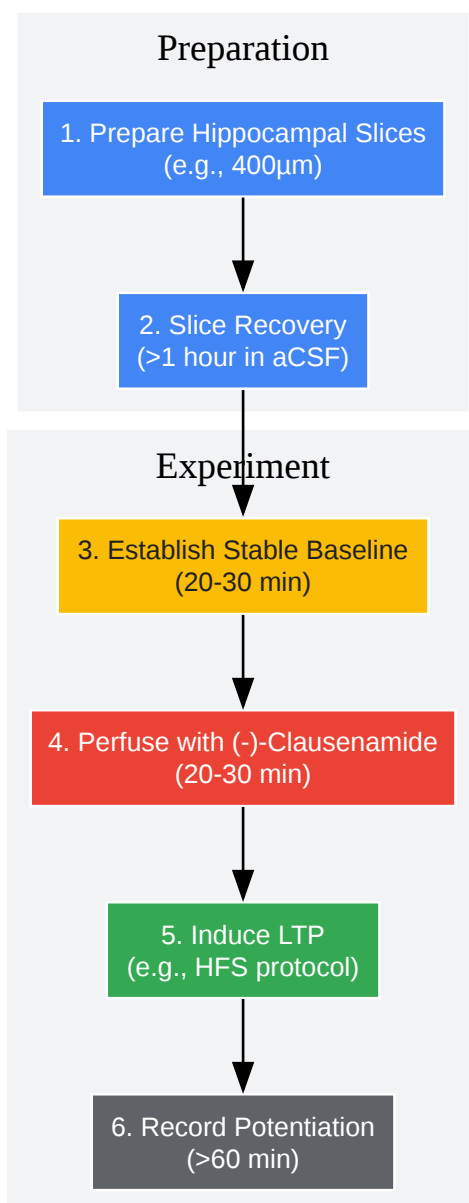 Preparation
1. Prepare Hippocampal Slices
(e.g., 400µm)
2. Slice Recovery
(>1 hour in aCSF)
Experiment
3. Establish Stable Baseline
(20-30 min)
4. Perfuse with (-)-Clausenamide
(20-30 min)
5. Induce LTP
(e.g., HFS protocol)
6. Record Potentiation
(>60 min)